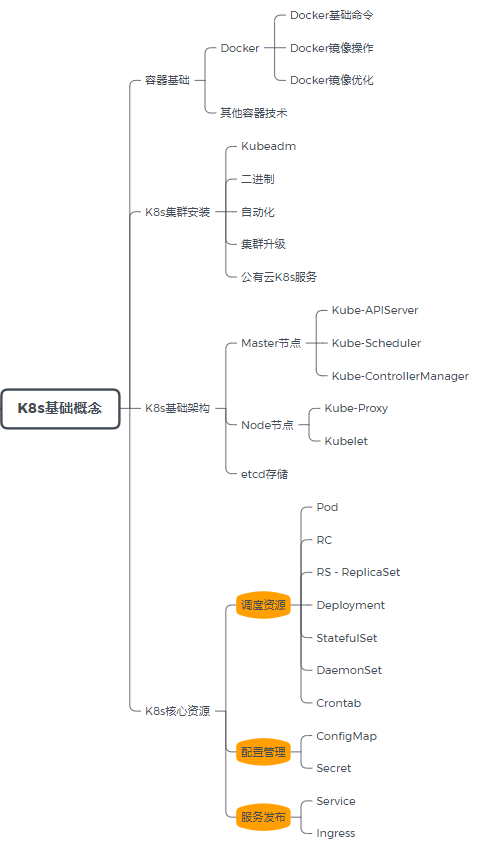 K8s基础概念
容器基础
Docker
Docker基础命令
Docker镜像操作
Docker镜像优化
其他容器技术
K8s集群安装
Kubeadm
二进制
自动化
集群升级
公有云K8s服务
K8s基础架构
Master节点
Kube-APIServer
Kube-Scheduler
Kube-ControllerManager
Node节点
Kube-Proxy
Kubelet
etcd存储
K8s核心资源
调度资源
Pod
RC
RS - ReplicaSet
Deployment
StatefulSet
DaemonSet
Crontab
配置管理
ConfigMap
Secret
服务发布
Service
Ingress